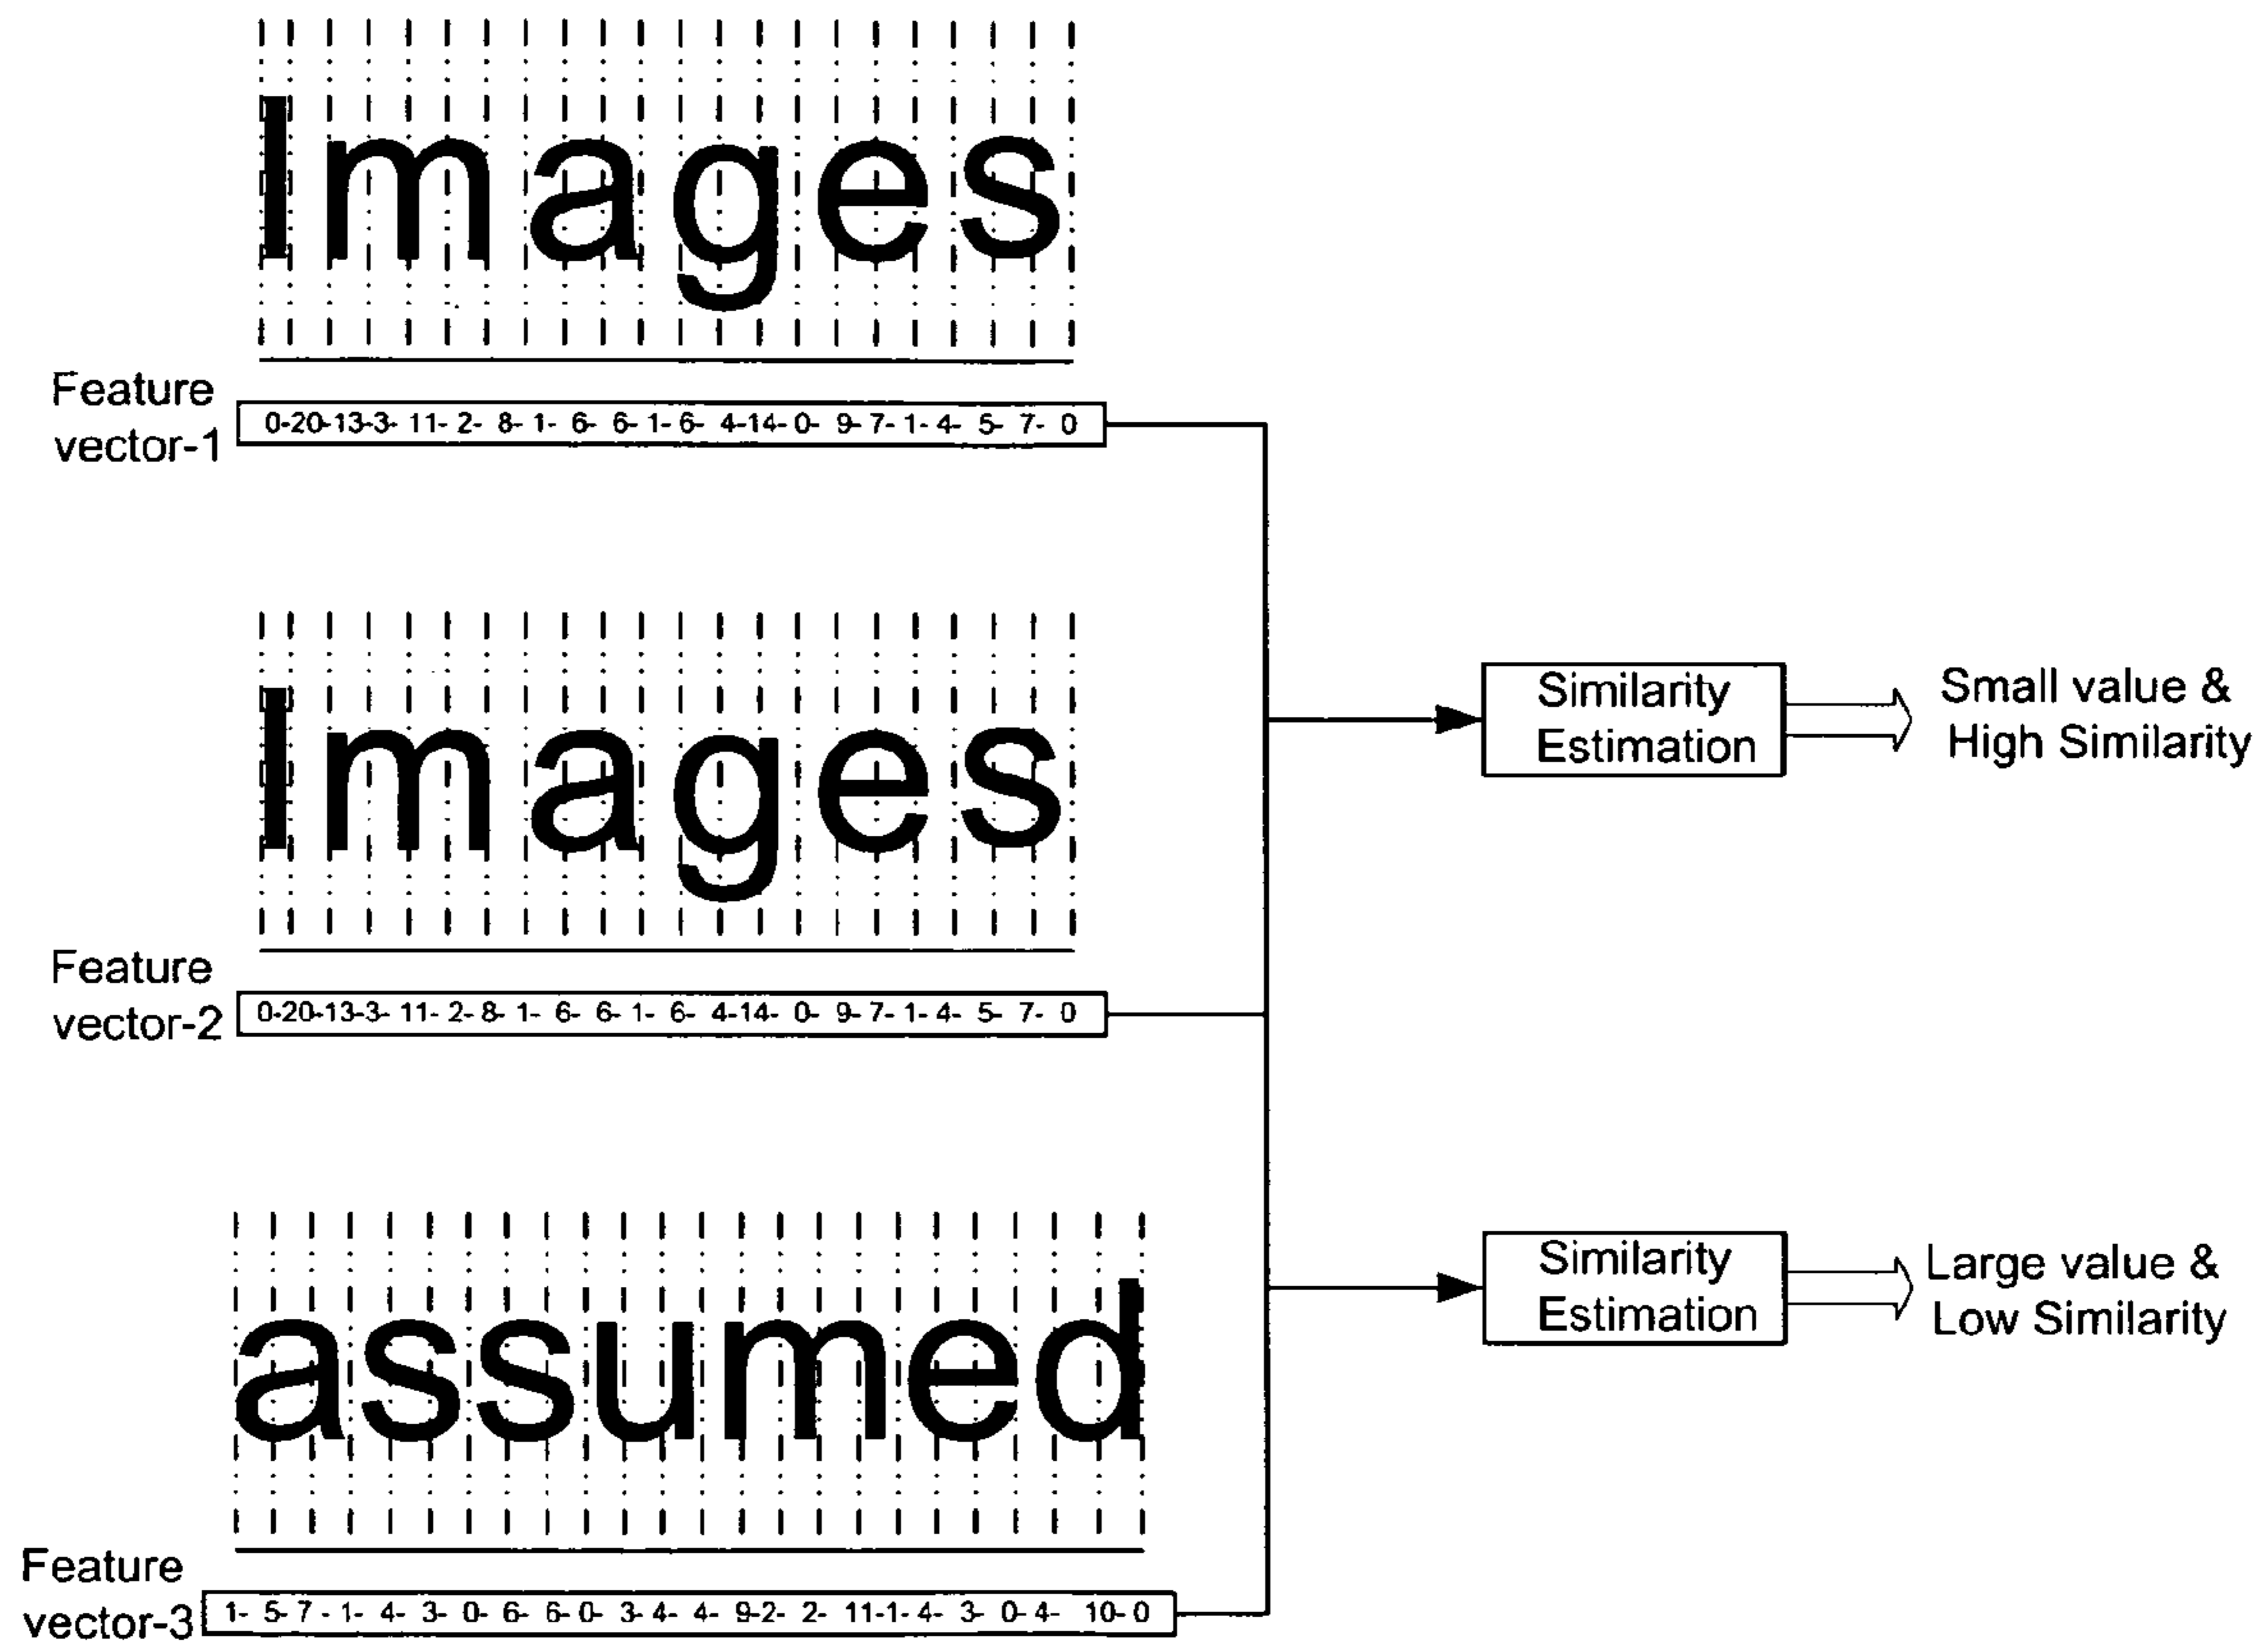 Images
Feature
vector-1
0-20-13-3- 11- 2- 8- 1- 6- 6- 1- 6- 4-14- 0- 9- 7- 1- 4- 5- 7- 0
Images
Feature
vector-2
0-20-13-3- 11- 2- 8- 1- 6- 6- 1- 6- 4-14- 0- 9- 7- 1- 4- 5- 7- 0
Similarity
Estimation
Small value &
High Similarity
assumed
Feature
vector-3
1- 5- 7 - 1- 4- 3- 0- 6- 6- 0- 3- 4- 4- 9-2- 2- 11-1- 4- 3- 0- 4- 10- 0
Similarity
Estimation
Large value &
Low Similarity